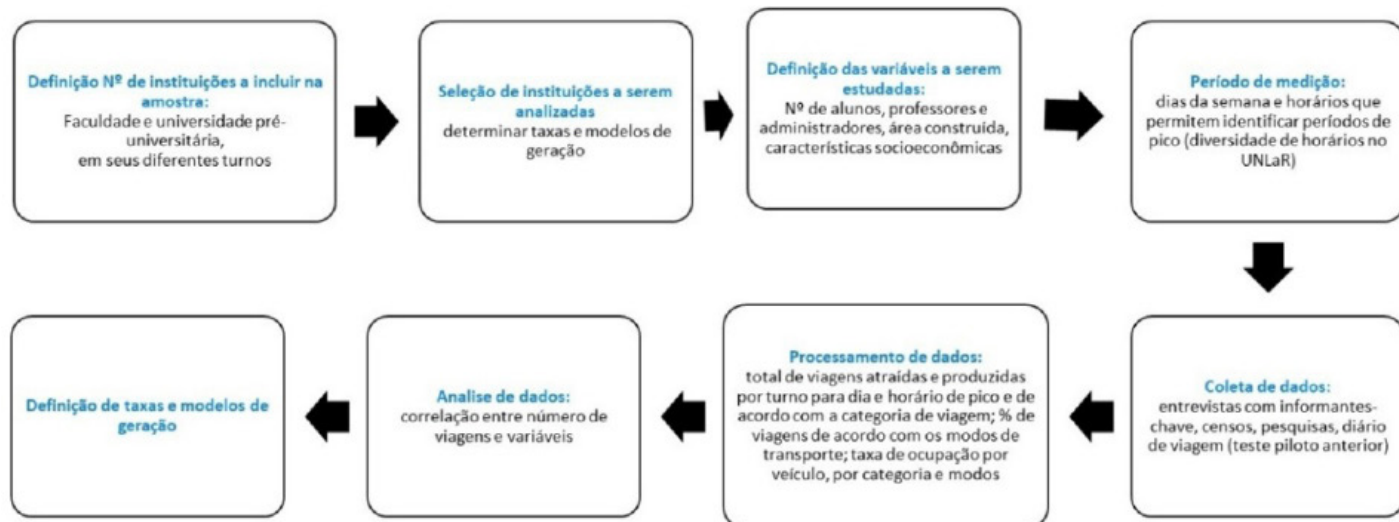 Definição Nº de instituições a incluir na
amostra:
Faculdade e universidade pré-
universitária,
em seus diferentes turnos
Seleção de instituições a serem
analizadas
determinar taxas e modelos de
geração
Definição das variáveis a serem
estudadas:
Nº de alunos, professores e
administradores, área construída,
características socioeconômicas
Período de medição:
dias da semana e horários que
permitem identificar períodos de
pico (diversidade de horários no
UNLaR)
Coleta de dados:
entrevistas com informantes-
chave, censos, pesquisas, diário
de viagem (teste piloto anterior)
Processamento de dados:
total de viagens atraídas e produzidas
por turno para dia e horário de pico e de
acordo com a categoria de viagem; % de
viagens de acordo com os modos de
transporte; taxa de ocupação por
veículo, por categoria e modos
Analise de dados:
correlação entre número de
viagens e variáveis
Definição de taxas e modelos de
geração